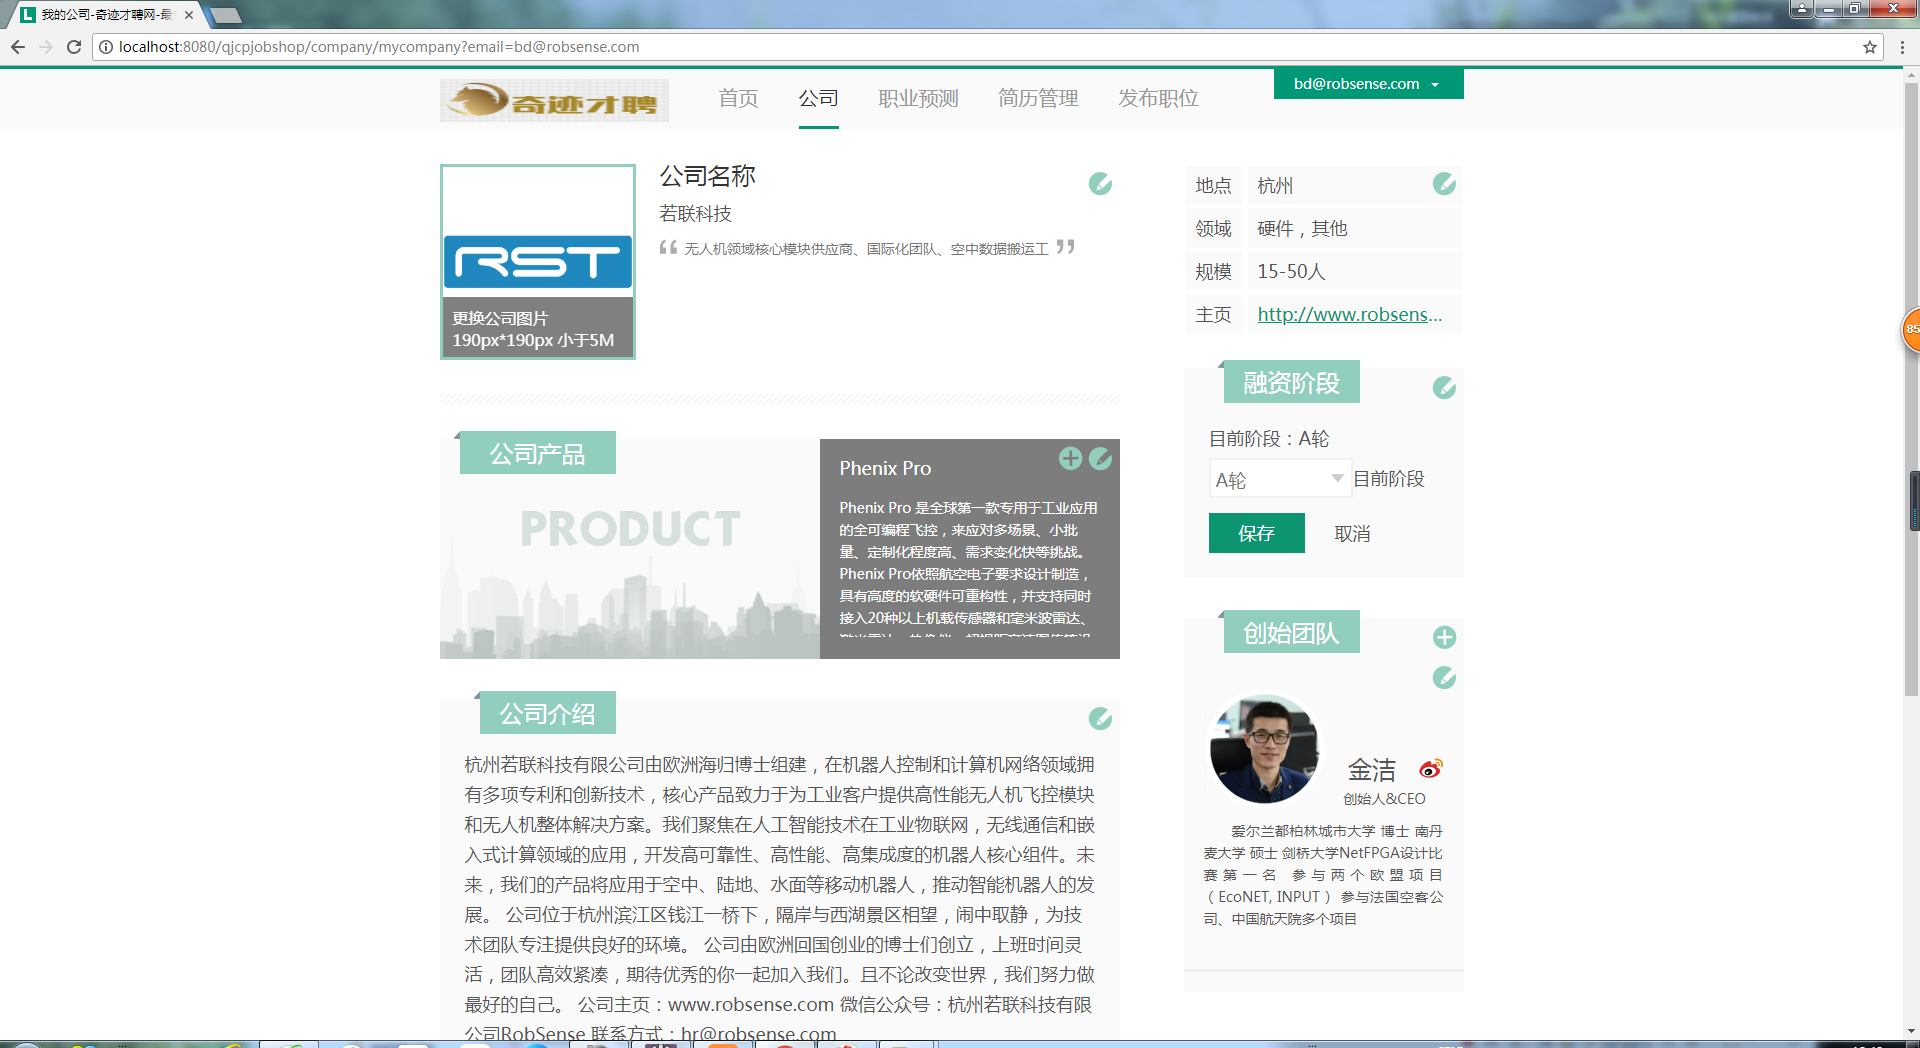 我的公司-奇迹才聘网-最
localhost:8080/qjcpjobshop/company/mycompany?email=bd@robsense.com
奇迹才聘
首页
公司
职业预测
简历管理
发布职位
bd@robsense.com
RST
更换公司图片
190px*190px 小于5M
公司名称
若联科技
“ 无人机领域核心模块供应商、国际化团队、空中数据搬运工 ”
地点 杭州
领域 硬件，其他
规模 15-50人
主页 http://www.robsens...
85
融资阶段
目前阶段：A轮
A轮 目前阶段
保存 取消
公司产品
PRODUCT
Phenix Pro
Phenix Pro 是全球第一款专用于工业应用
的全可编程飞控，来应对多场景、小批
量、定制化程度高、需求变化快等挑战。
Phenix Pro依照航空电子要求设计制造，
具有高度的软硬件可重构性，并支持同时
接入20种以上机载传感器和毫米波雷达、
创始团队
金洁
创始人&CEO
爱尔兰都柏林城市大学 博士 南丹
麦大学 硕士 剑桥大学NetFPGA设计比
赛第一名 参与两个欧盟项目
（EcoNET, INPUT）参与法国空客公
司、中国航天院多个项目
公司介绍
杭州若联科技有限公司由欧洲海归博士组建，在机器人控制和计算机网络领域拥
有多项专利和创新技术，核心产品致力于为工业客户提供高性能无人机飞控模块
和无人机整体解决方案。我们聚焦在人工智能技术在工业物联网，无线通信和嵌
入式计算领域的应用，开发高可靠性、高性能、高集成度的机器人核心组件。未
来，我们的产品将应用于空中、陆地、水面等移动机器人，推动智能机器人的发
展。 公司位于杭州滨江区钱江一桥下，隔岸与西湖景区相望，闹中取静，为技
术团队专注提供良好的环境。 公司由欧洲回国创业的博士们创立，上班时间灵
活，团队高效紧凑，期待优秀的你一起加入我们。且不论改变世界，我们努力做
最好的自己。 公司主页：www.robsense.com 微信公众号：杭州若联科技有限
公司RobSense 联系方式：hr@robsense.com